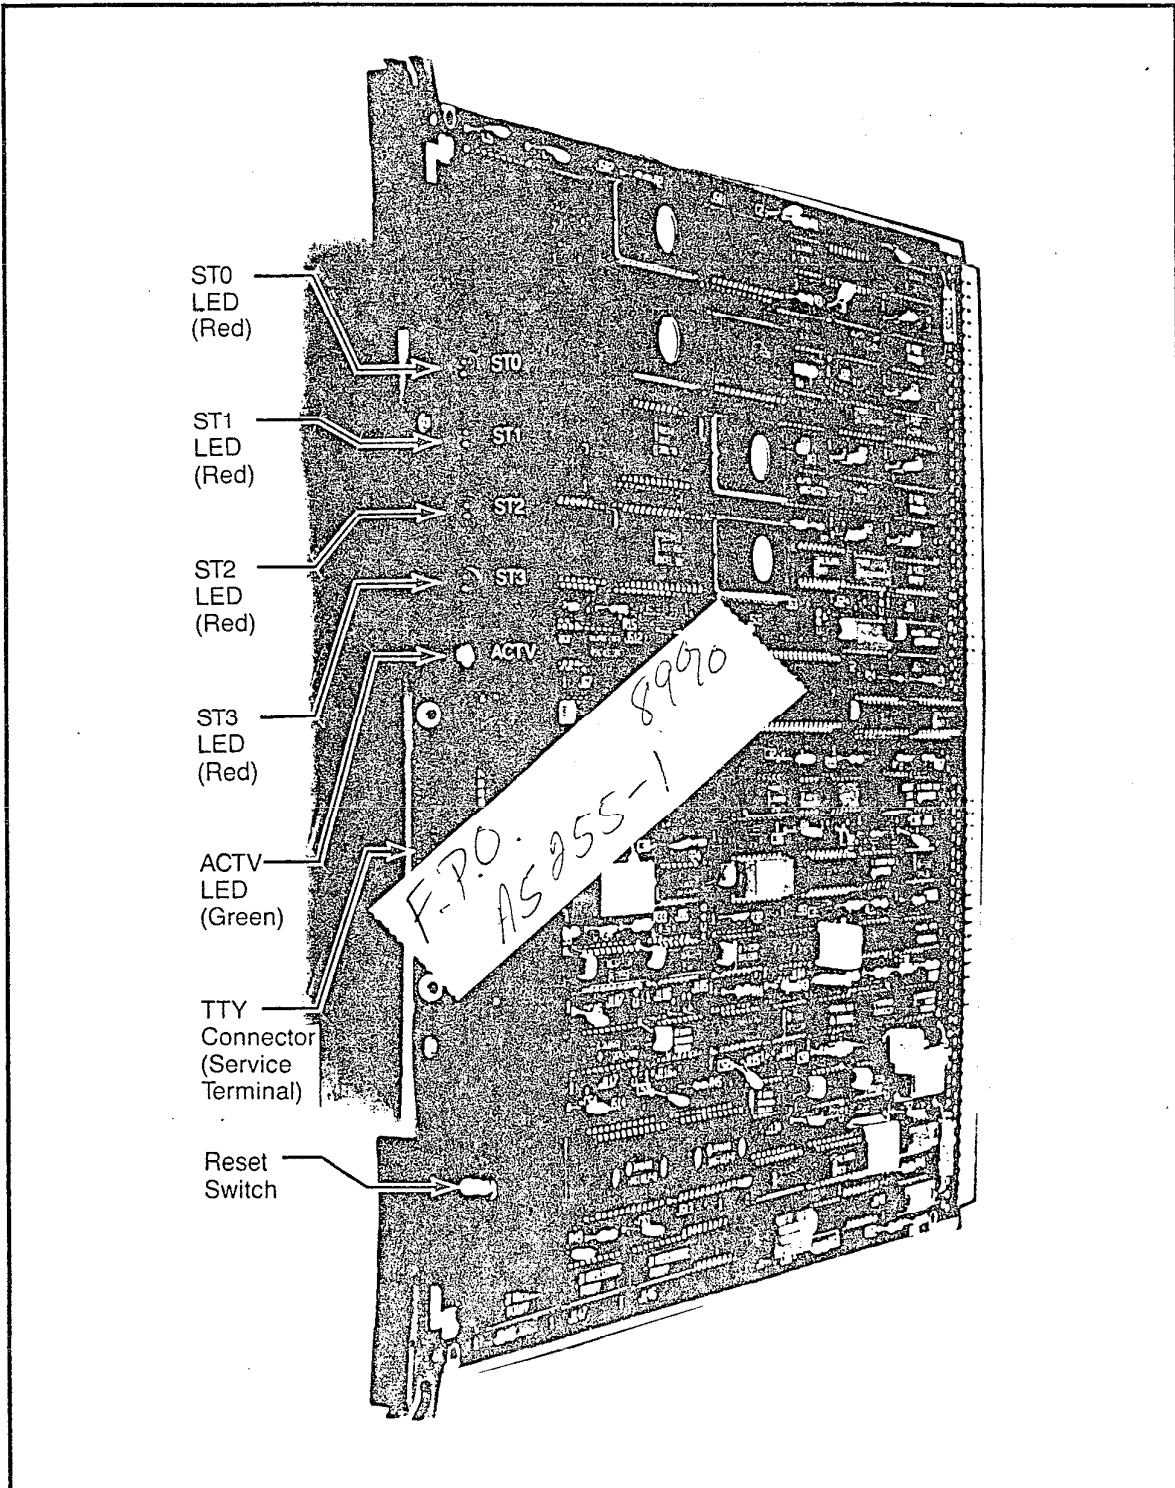 ST0
LED
(Red)
ST0
ST1
LED
(Red)
ST1
ST2
LED
(Red)
ST2
ST3
LED
(Red)
ST3
ACTV
LED
(Green)
ACTV
TTY
Connector
(Service
Terminal)
Reset
Switch
F.P.O.
AS255-1
8990